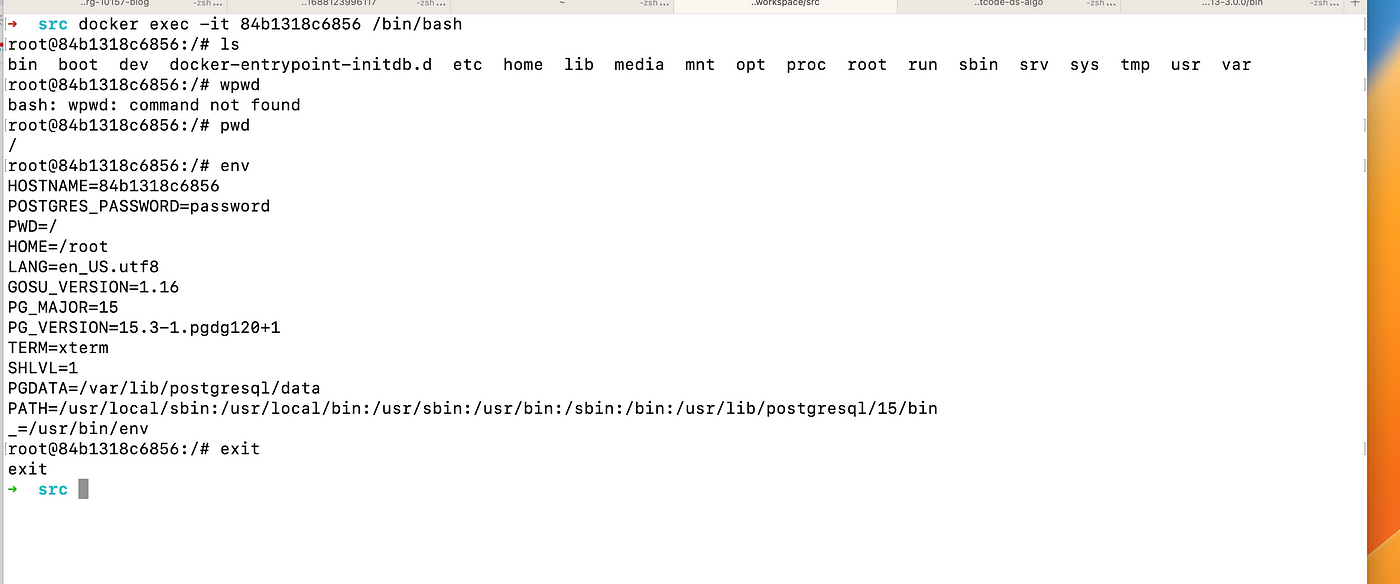 ..rg-10157-blog -zsh... ..1688123996117 -zsh... ~ -zsh... ..workspace/src ..tcode-ds-algo -zsh... ...13-3.0.0/bin -zsh... +
→ src docker exec -it 84b1318c6856 /bin/bash
[root@84b1318c6856:/# ls ]
bin boot dev docker-entrypoint-initdb.d etc home lib media mnt opt proc root run sbin srv sys tmp usr var
[root@84b1318c6856:/# wpwd ]
bash: wpwd: command not found
[root@84b1318c6856:/# pwd ]
/
[root@84b1318c6856:/# env ]
HOSTNAME=84b1318c6856
POSTGRES_PASSWORD=password
PWD=/
HOME=/root
LANG=en_US.utf8
GOSU_VERSION=1.16
PG_MAJOR=15
PG_VERSION=15.3-1.pgdg120+1
TERM=xterm
SHLVL=1
PGDATA=/var/lib/postgresql/data
PATH=/usr/local/sbin:/usr/local/bin:/usr/sbin:/usr/bin:/sbin:/bin:/usr/lib/postgresql/15/bin
_=/usr/bin/env
[root@84b1318c6856:/# exit ]
exit
→ src